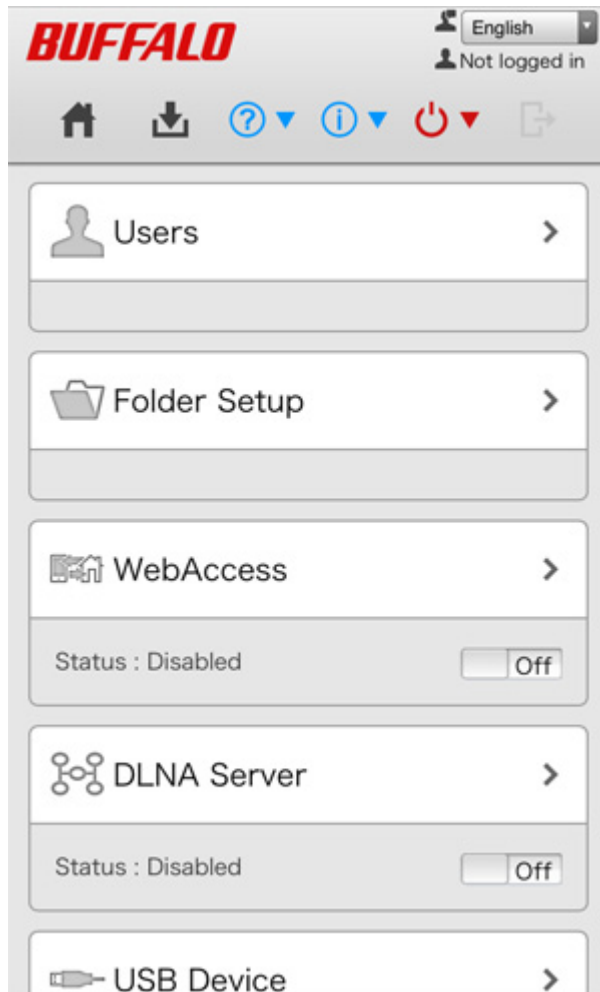 BUFFALO
English
Not logged in
Users
Folder Setup
WebAccess
Status : Disabled
Off
DLNA Server
Status : Disabled
Off
USB Device